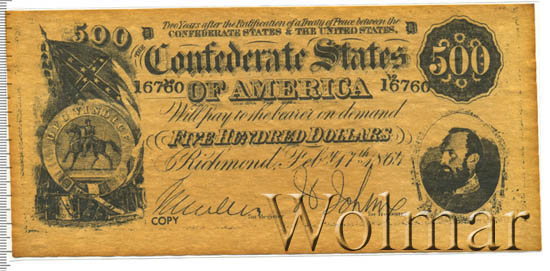 Two Years after the Ratification of a Treaty of Peace between the
CONFEDERATE STATES & THE UNITED STATES,
500 D D
Confederate States
500
16760 16760
OF AMERICA
Will pay to the bearer on demand
FIVE HUNDRED DOLLARS
Richmond, Feb. 17th 1864
COPY
Wolmar